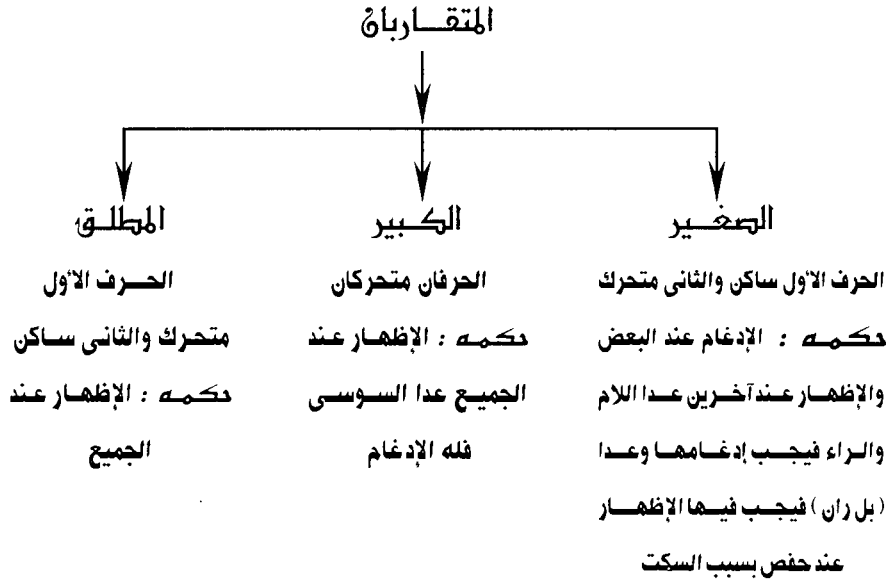 المتقاربان
الصغير
الحرف الأول ساكن والثانى متحرك
حكمه : الإدغام عند البعض
والإظهار عند آخرين عدا اللام
والراء فيجب إدغامها وعدا
(بل ران) فيجب فيها الإظهار
عند حفص بسبب السكت
الكبير
الحرفان متحركان
حكمه : الإظهار عند
الجميع عدا السوسى
فله الإدغام
المطلق
الحرف الأول
متحرك والثانى ساكن
حكمه : الإظهار عند
الجميع